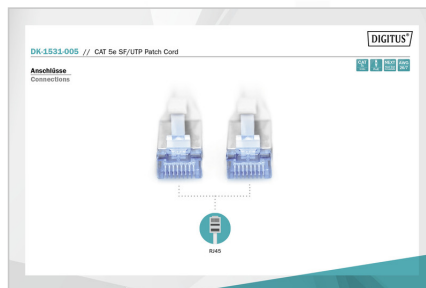 DIGITUS®
DK-1531-005 // CAT 5e SF/UTP Patch Cord
Anschlüsse
Connections
RJ45